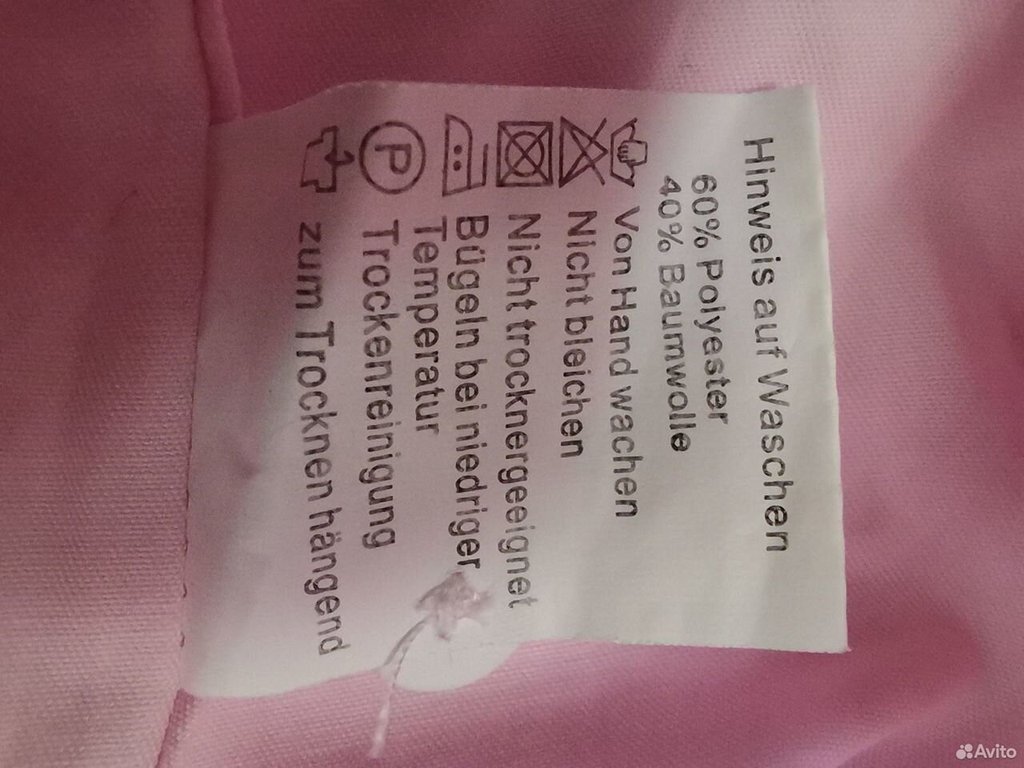 Hinweis auf Waschen
60% Polyester
40% Baumwolle
Von Hand wachen
Nicht bleichen
Nicht trocknergeeignet
Bügeln bei niedriger
Temperatur
P Trockenreinigung
zum Trocknen hängend
Avito